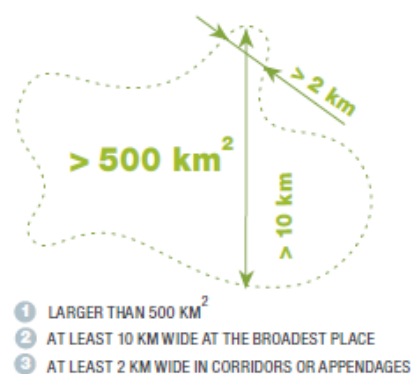 > 2 km
> 500 km²
> 10 km
1 LARGER THAN 500 KM²
2 AT LEAST 10 KM WIDE AT THE BROADEST PLACE
3 AT LEAST 2 KM WIDE IN CORRIDORS OR APPENDAGES